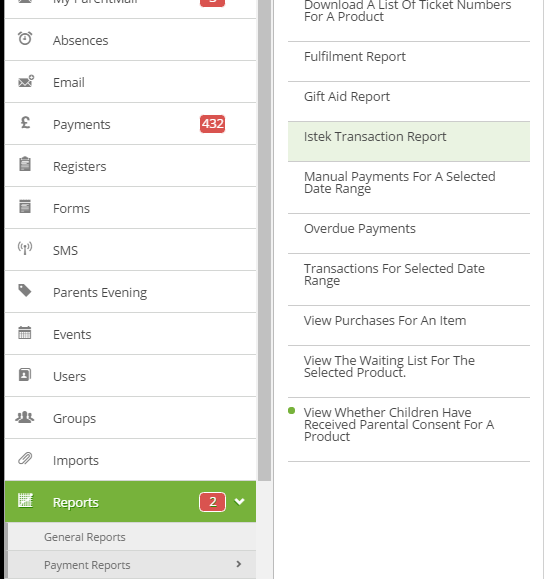 My ParentMail
3
Absences
Email
Payments
432
Registers
Forms
SMS
Parents Evening
Events
Users
Groups
Imports
Reports
2
General Reports
Payment Reports
Download A List Of Ticket Numbers
For A Product
Fulfilment Report
Gift Aid Report
Istek Transaction Report
Manual Payments For A Selected
Date Range
Overdue Payments
Transactions For Selected Date
Range
View Purchases For An Item
View The Waiting List For The
Selected Product.
View Whether Children Have
Received Parental Consent For A
Product